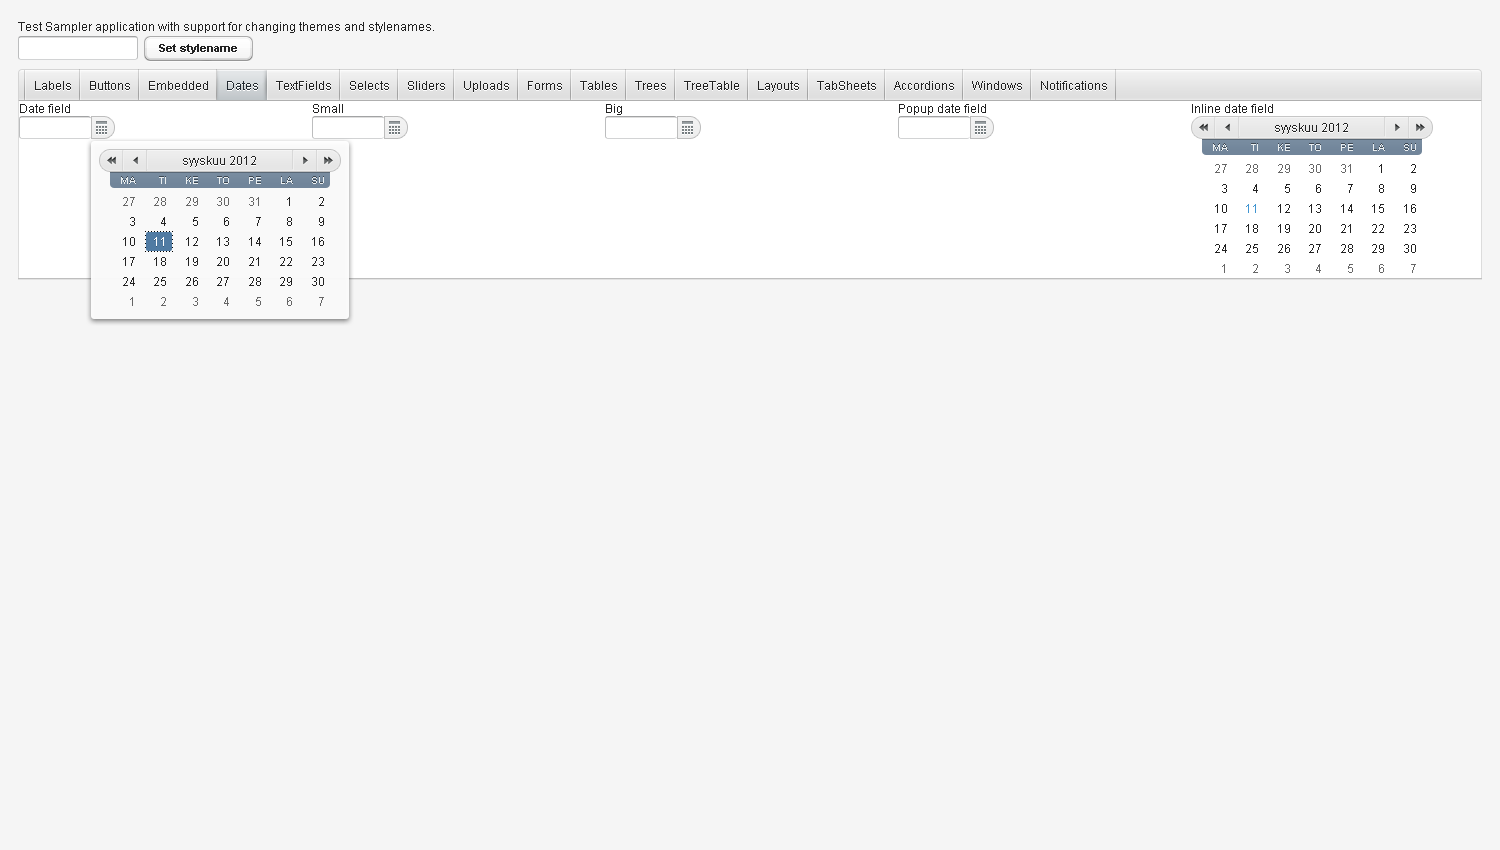 Test Sampler application with support for changing themes and stylenames.
Set stylename
Labels Buttons Embedded Dates TextFields Selects Sliders Uploads Forms Tables Trees TreeTable Layouts TabSheets Accordions Windows Notifications
Date field Small Big Popup date field Inline date field
syyskuu 2012
MA TI KE TO PE LA SU
27 28 29 30 31 1 2
3 4 5 6 7 8 9
10 11 12 13 14 15 16
17 18 19 20 21 22 23
24 25 26 27 28 29 30
1 2 3 4 5 6 7
syyskuu 2012
MA TI KE TO PE LA SU
27 28 29 30 31 1 2
3 4 5 6 7 8 9
10 11 12 13 14 15 16
17 18 19 20 21 22 23
24 25 26 27 28 29 30
1 2 3 4 5 6 7